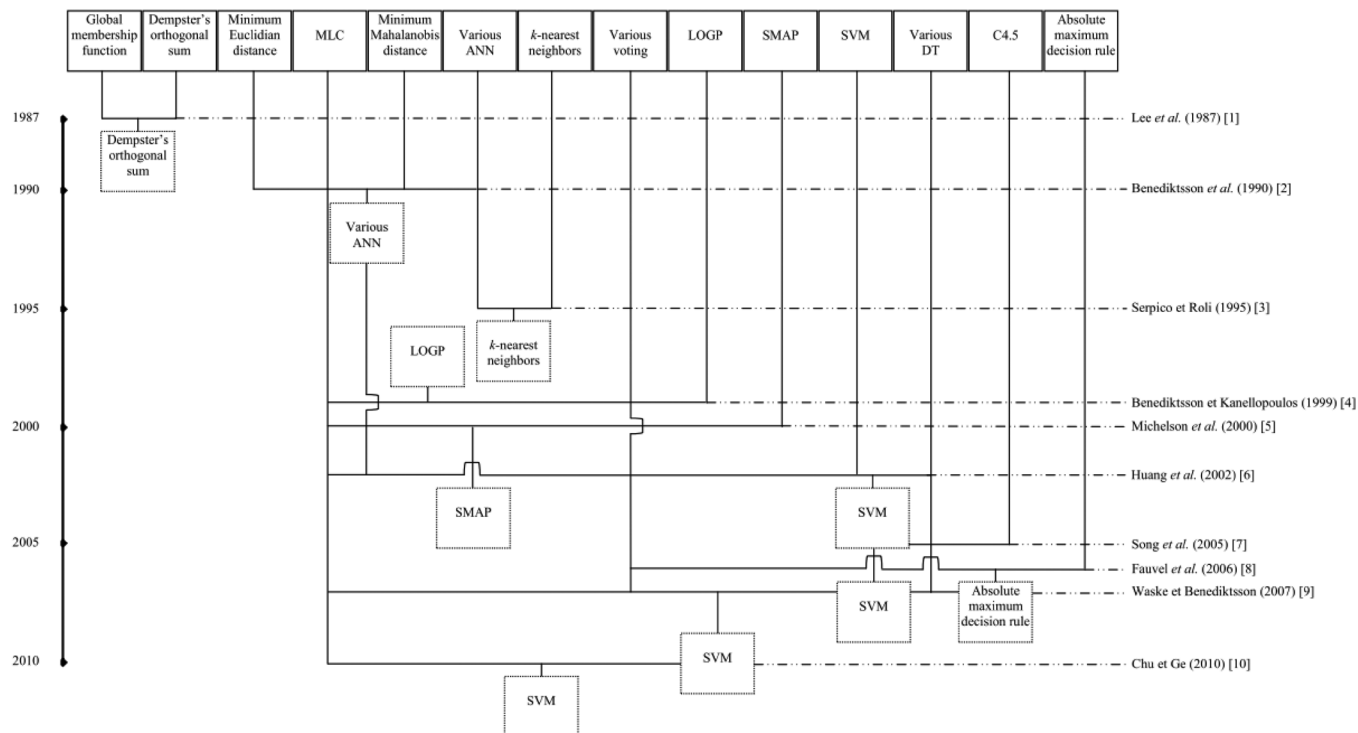 Global
membership
function
Dempster's
orthogonal
sum
Minimum
Euclidian
distance
MLC
Minimum
Mahalanobis
distance
Various
ANN
k-nearest
neighbors
Various
voting
LOGP
SMAP
SVM
Various
DT
C4.5
Absolute
maximum
decision rule
1987
Lee et al. (1987) [1]
Dempster's
orthogonal
sum
1990
Benediktsson et al. (1990) [2]
Various
ANN
1995
Serpico et Roli (1995) [3]
LOGP
k-nearest
neighbors
Benediktsson et Kanellopoulos (1999) [4]
2000
Michelson et al. (2000) [5]
Huang et al. (2002) [6]
SMAP
SVM
2005
Song et al. (2005) [7]
Fauvel et al. (2006) [8]
SVM
Absolute
maximum
decision rule
Waske et Benediktsson (2007) [9]
SVM
2010
Chu et Ge (2010) [10]
SVM